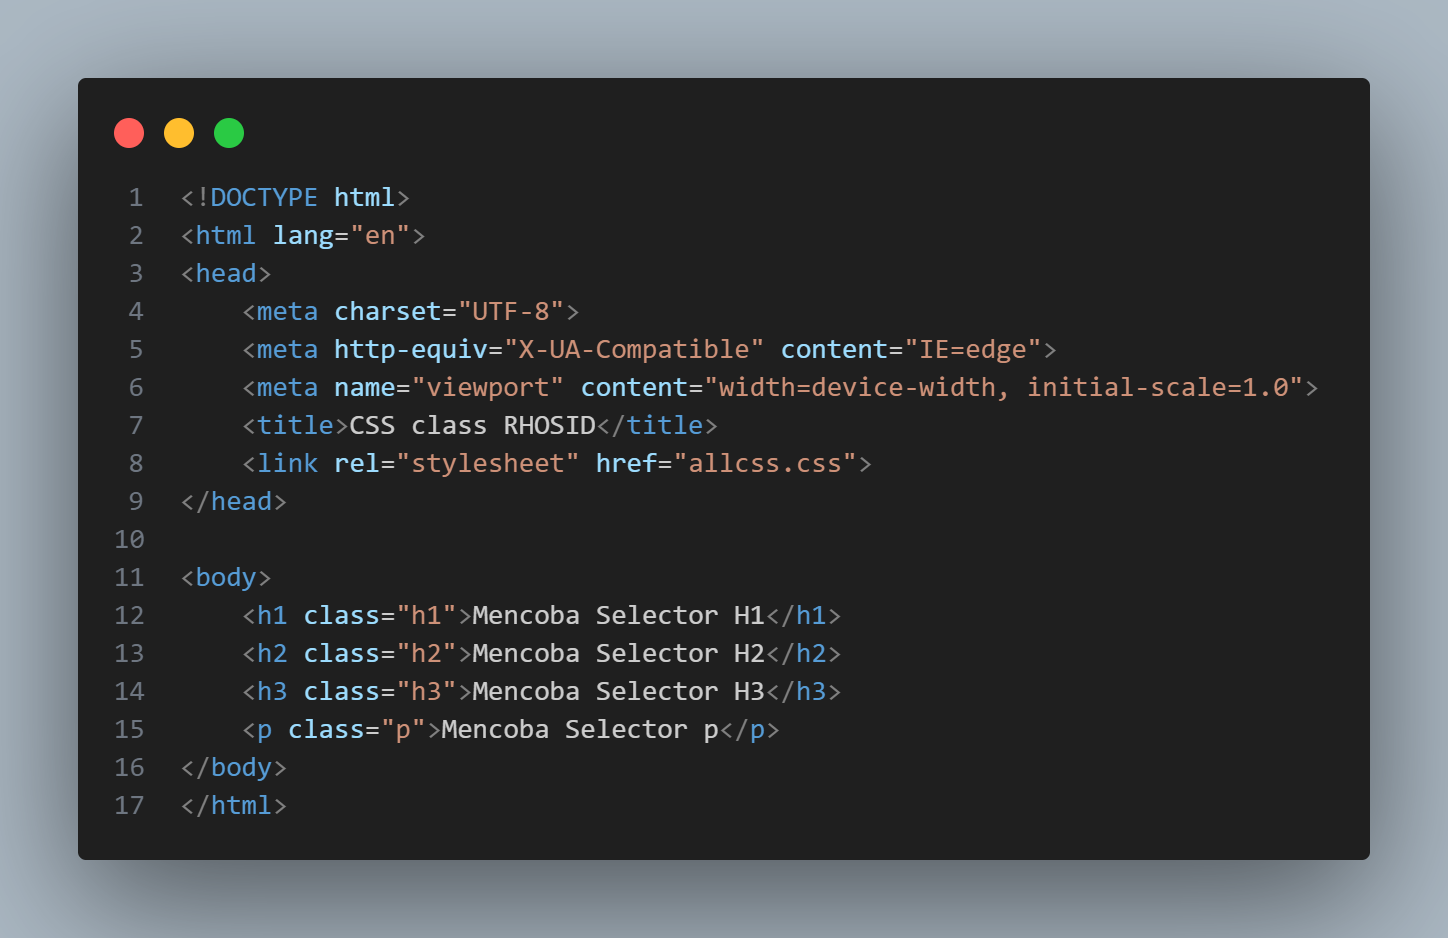 1 <!DOCTYPE html>
2 <html lang="en">
3 <head>
4     <meta charset="UTF-8">
5     <meta http-equiv="X-UA-Compatible" content="IE=edge">
6     <meta name="viewport" content="width=device-width, initial-scale=1.0">
7     <title>CSS class RHOSID</title>
8     <link rel="stylesheet" href="allcss.css">
9 </head>
10
11 <body>
12     <h1 class="h1">Mencoba Selector H1</h1>
13     <h2 class="h2">Mencoba Selector H2</h2>
14     <h3 class="h3">Mencoba Selector H3</h3>
15     <p class="p">Mencoba Selector p</p>
16 </body>
17 </html>